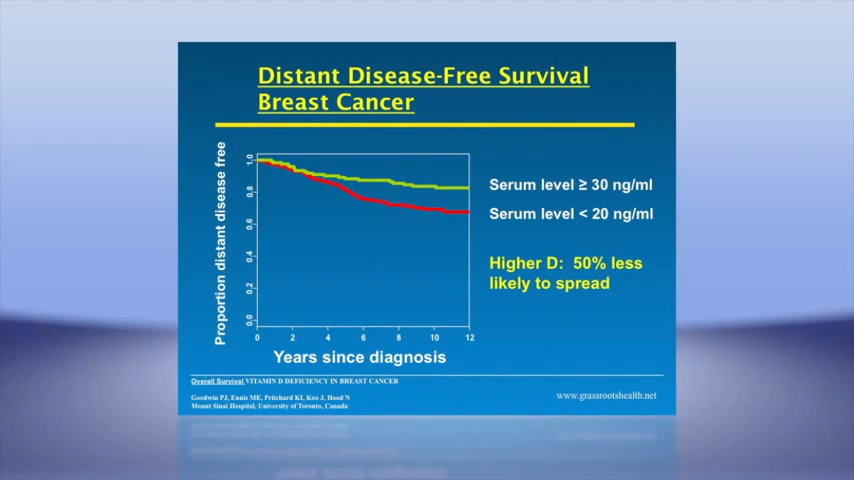 Distant Disease-Free Survival
Breast Cancer
Proportion distant disease free
1.0
0.8
0.6
0.4
0.2
0.0
0 2 4 6 8 10 12
Years since diagnosis
Serum level ≥ 30 ng/ml
Serum level < 20 ng/ml
Higher D: 50% less
likely to spread
Overall Survival VITAMIN D DEFICIENCY IN BREAST CANCER
Goodwin PJ, Ennis ME, Pritchard KI, Koo J, Hood N
Mount Sinai Hospital, University of Toronto, Canada
www.grassrootshealth.net